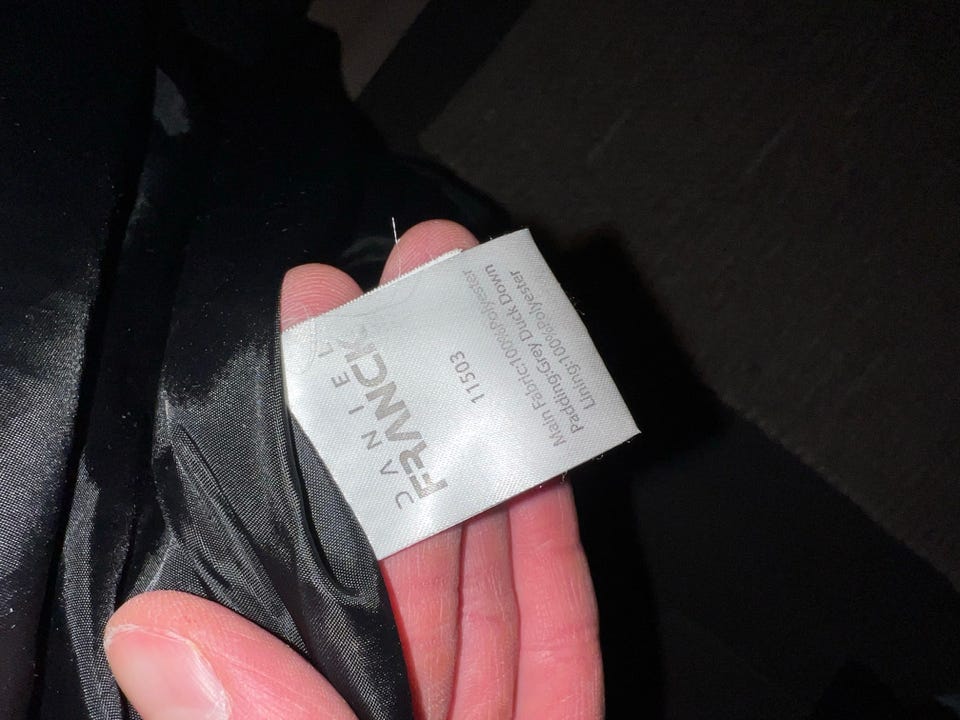 DANIEL
FRANCK
11503
Main Fabric:100%Polyester
Padding:Grey Duck Down
Lining:100%Polyester